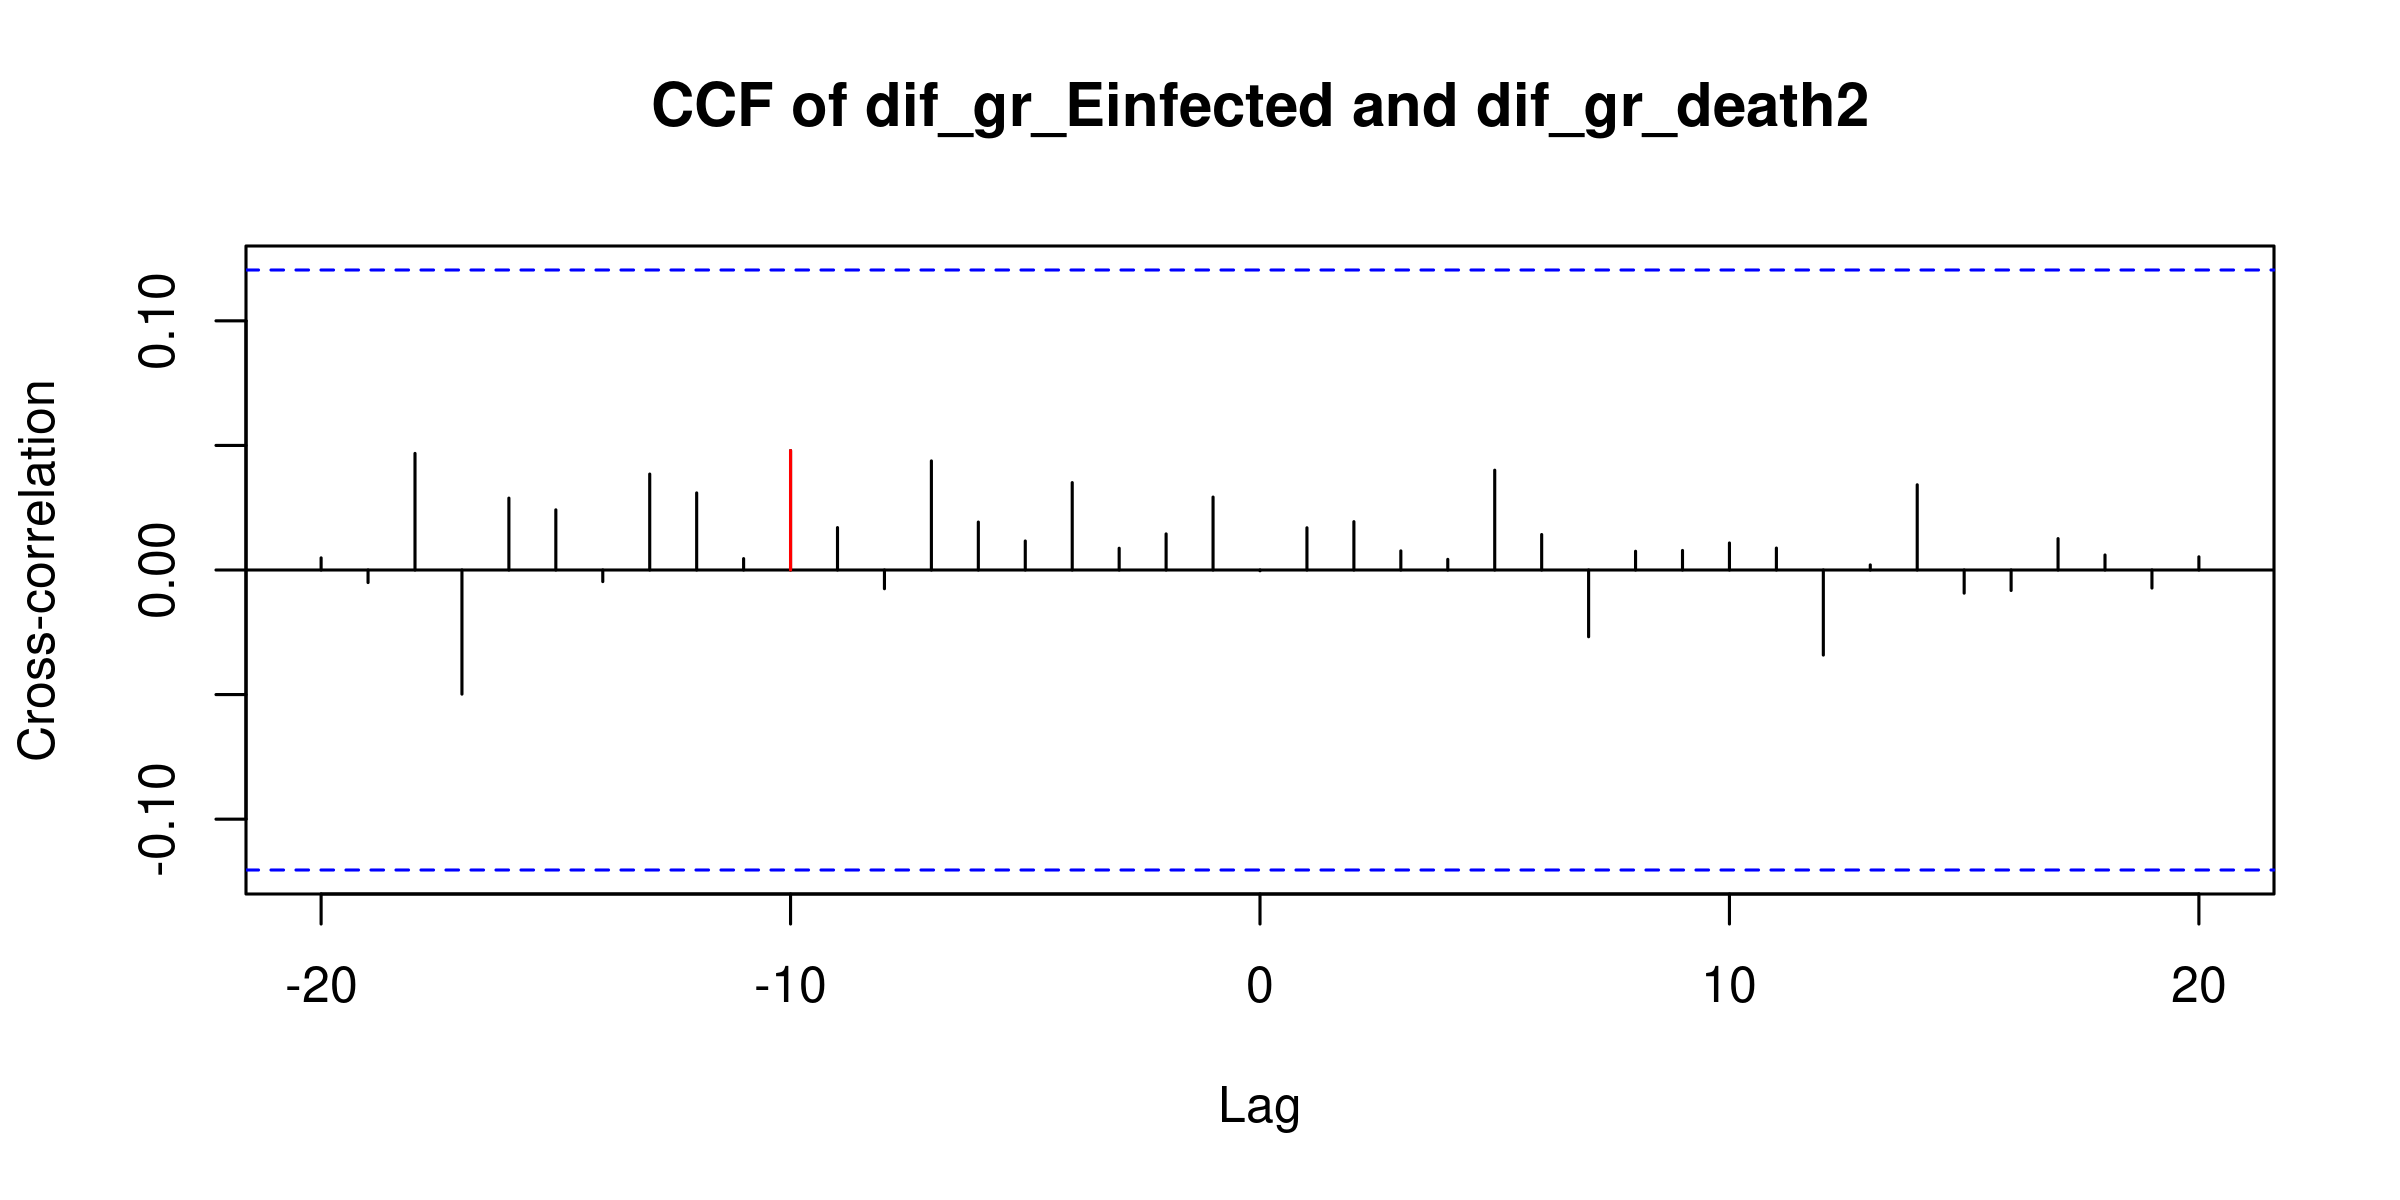 CCF of dif_gr_Einfected and dif_gr_death2
Cross-correlation
0.10
0.00
-0.10
-20 -10 0 10 20
Lag